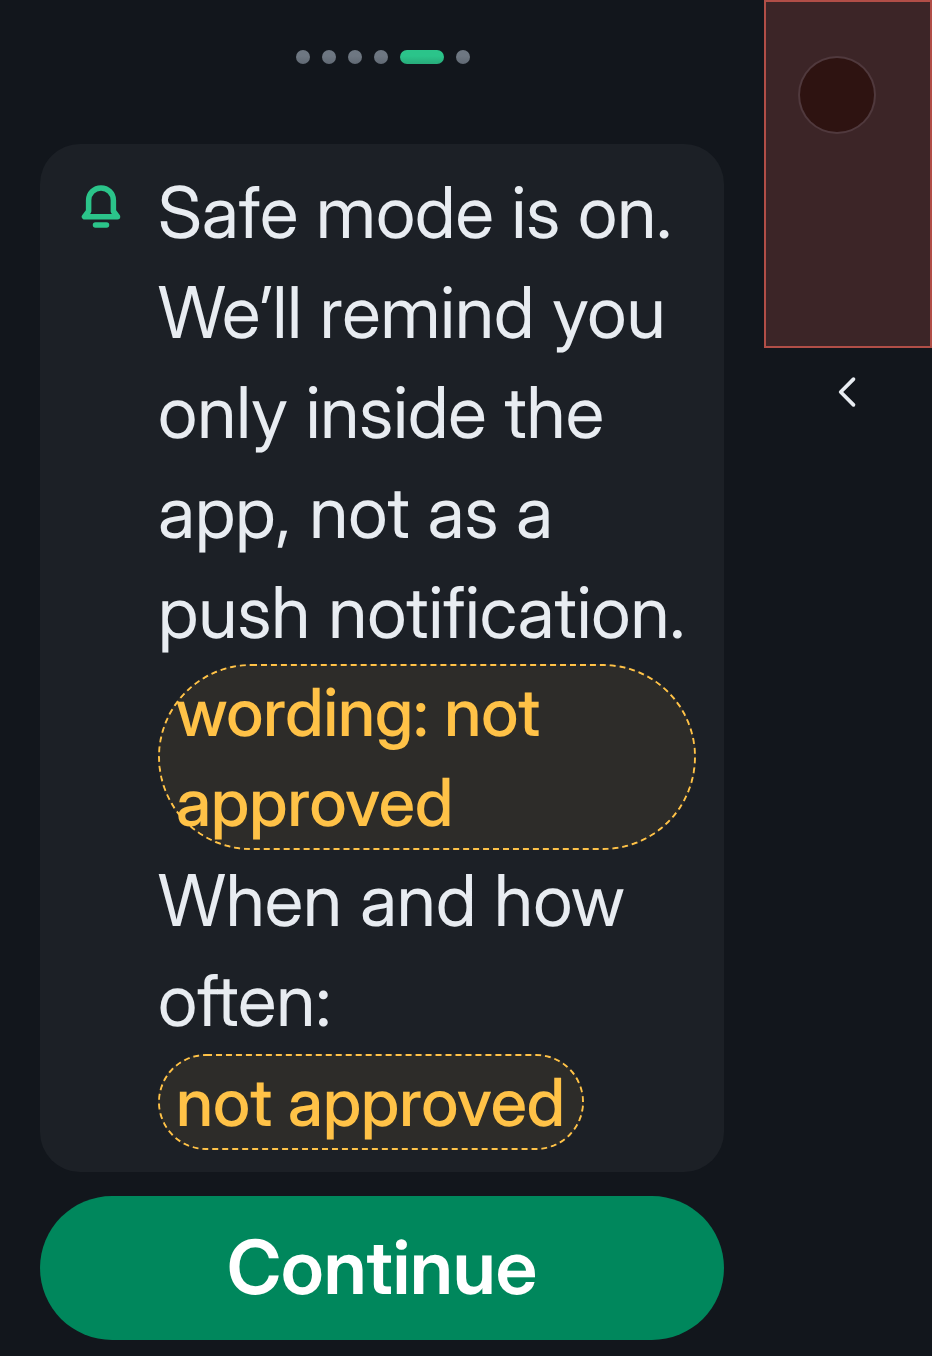 Safe mode is on.
We’ll remind you
only inside the
app, not as a
push notification.
wording: not
approved
When and how
often:
not approved
Continue